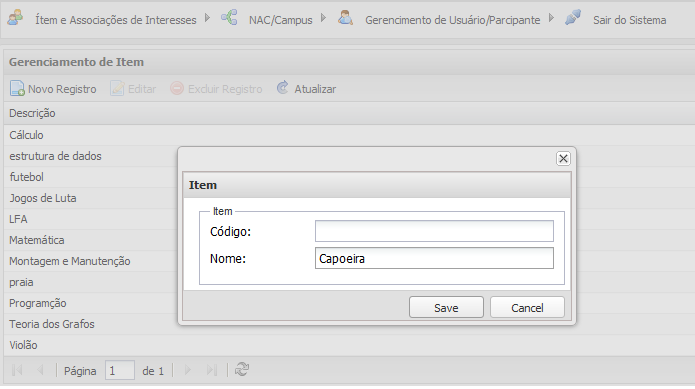 Ítem e Associações de Interesses NAC/Campus Gerencimento de Usuário/Parcipante Sair do Sistema
Gerenciamento de Item
Novo Registro Editar Excluir Registro Atualizar
Descrição
Cálculo
estrutura de dados
futebol
Jogos de Luta
LFA
Matemática
Montagem e Manutenção
praia
Programção
Teoria dos Grafos
Violão
Item
Item
Código:
Nome: Capoeira
Save Cancel
Página 1 de 1